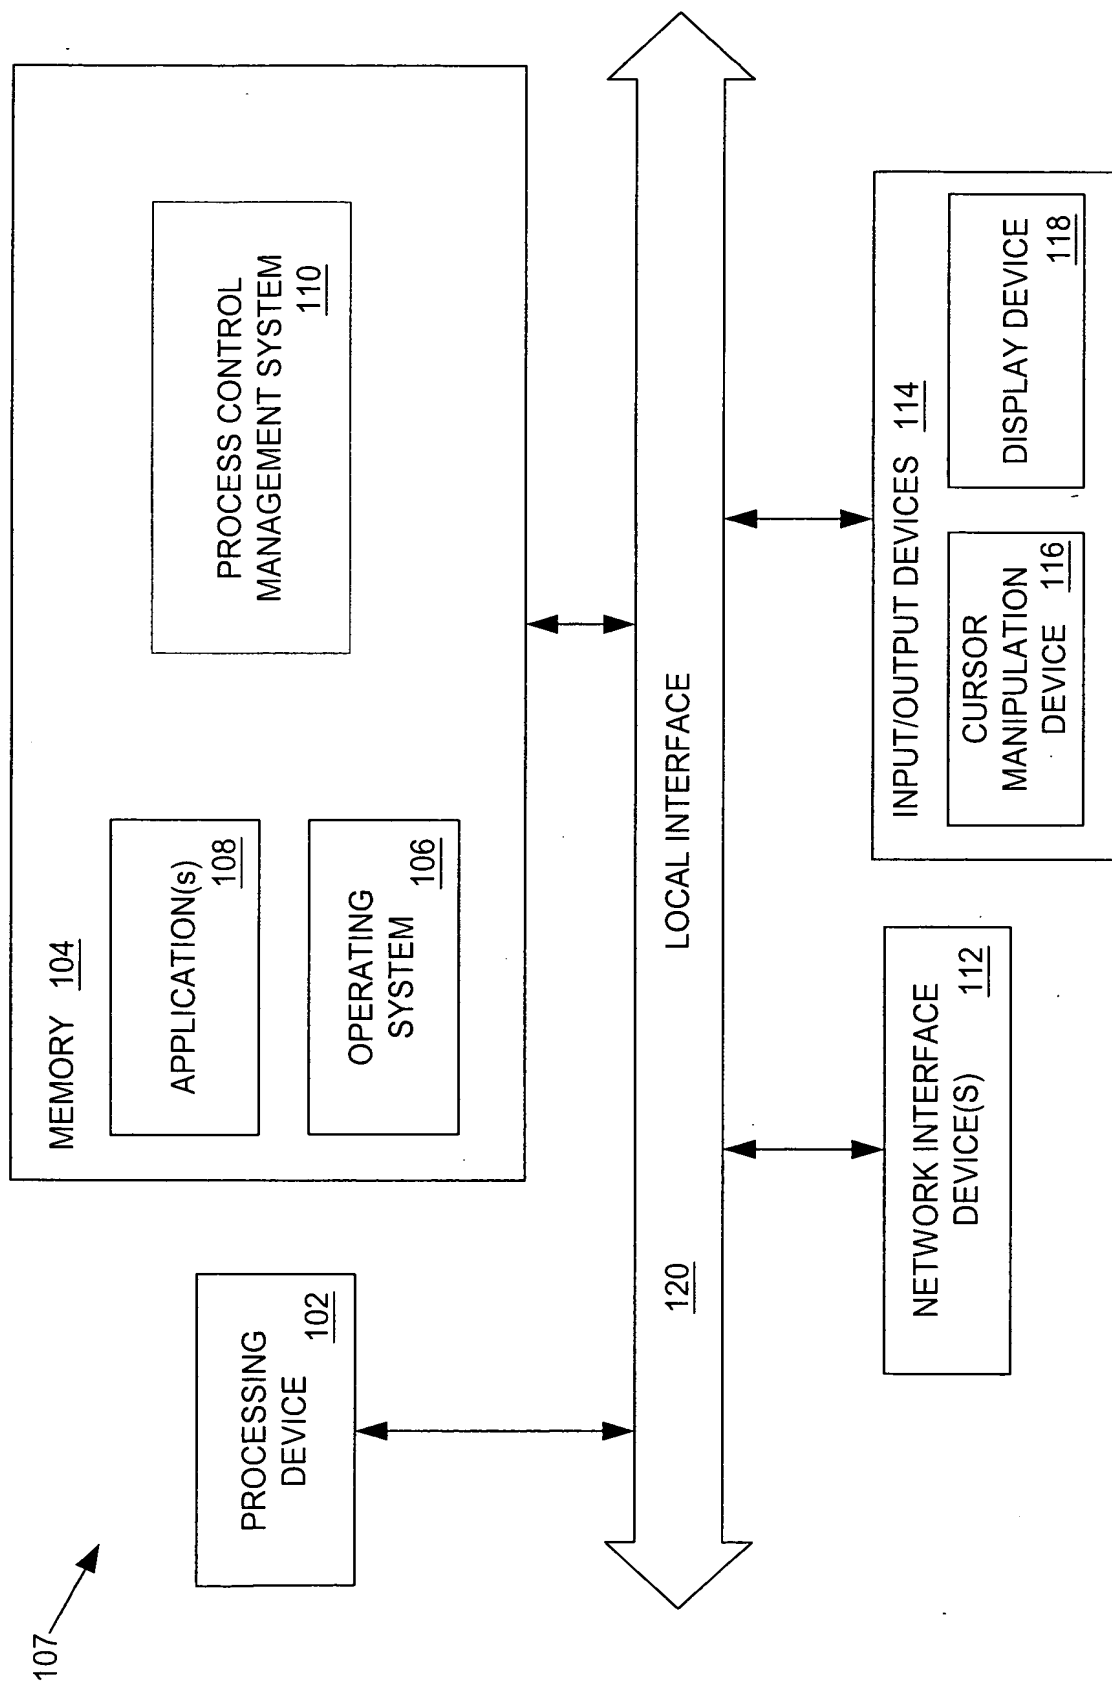 107
PROCESSING
DEVICE
102
MEMORY 104
APPLICATION(s)
108
OPERATING
SYSTEM
106
PROCESS CONTROL
MANAGEMENT SYSTEM
110
120
LOCAL INTERFACE
NETWORK INTERFACE
DEVICE(S)
112
INPUT/OUTPUT DEVICES 114
CURSOR
MANIPULATION
DEVICE 116
DISPLAY DEVICE
118